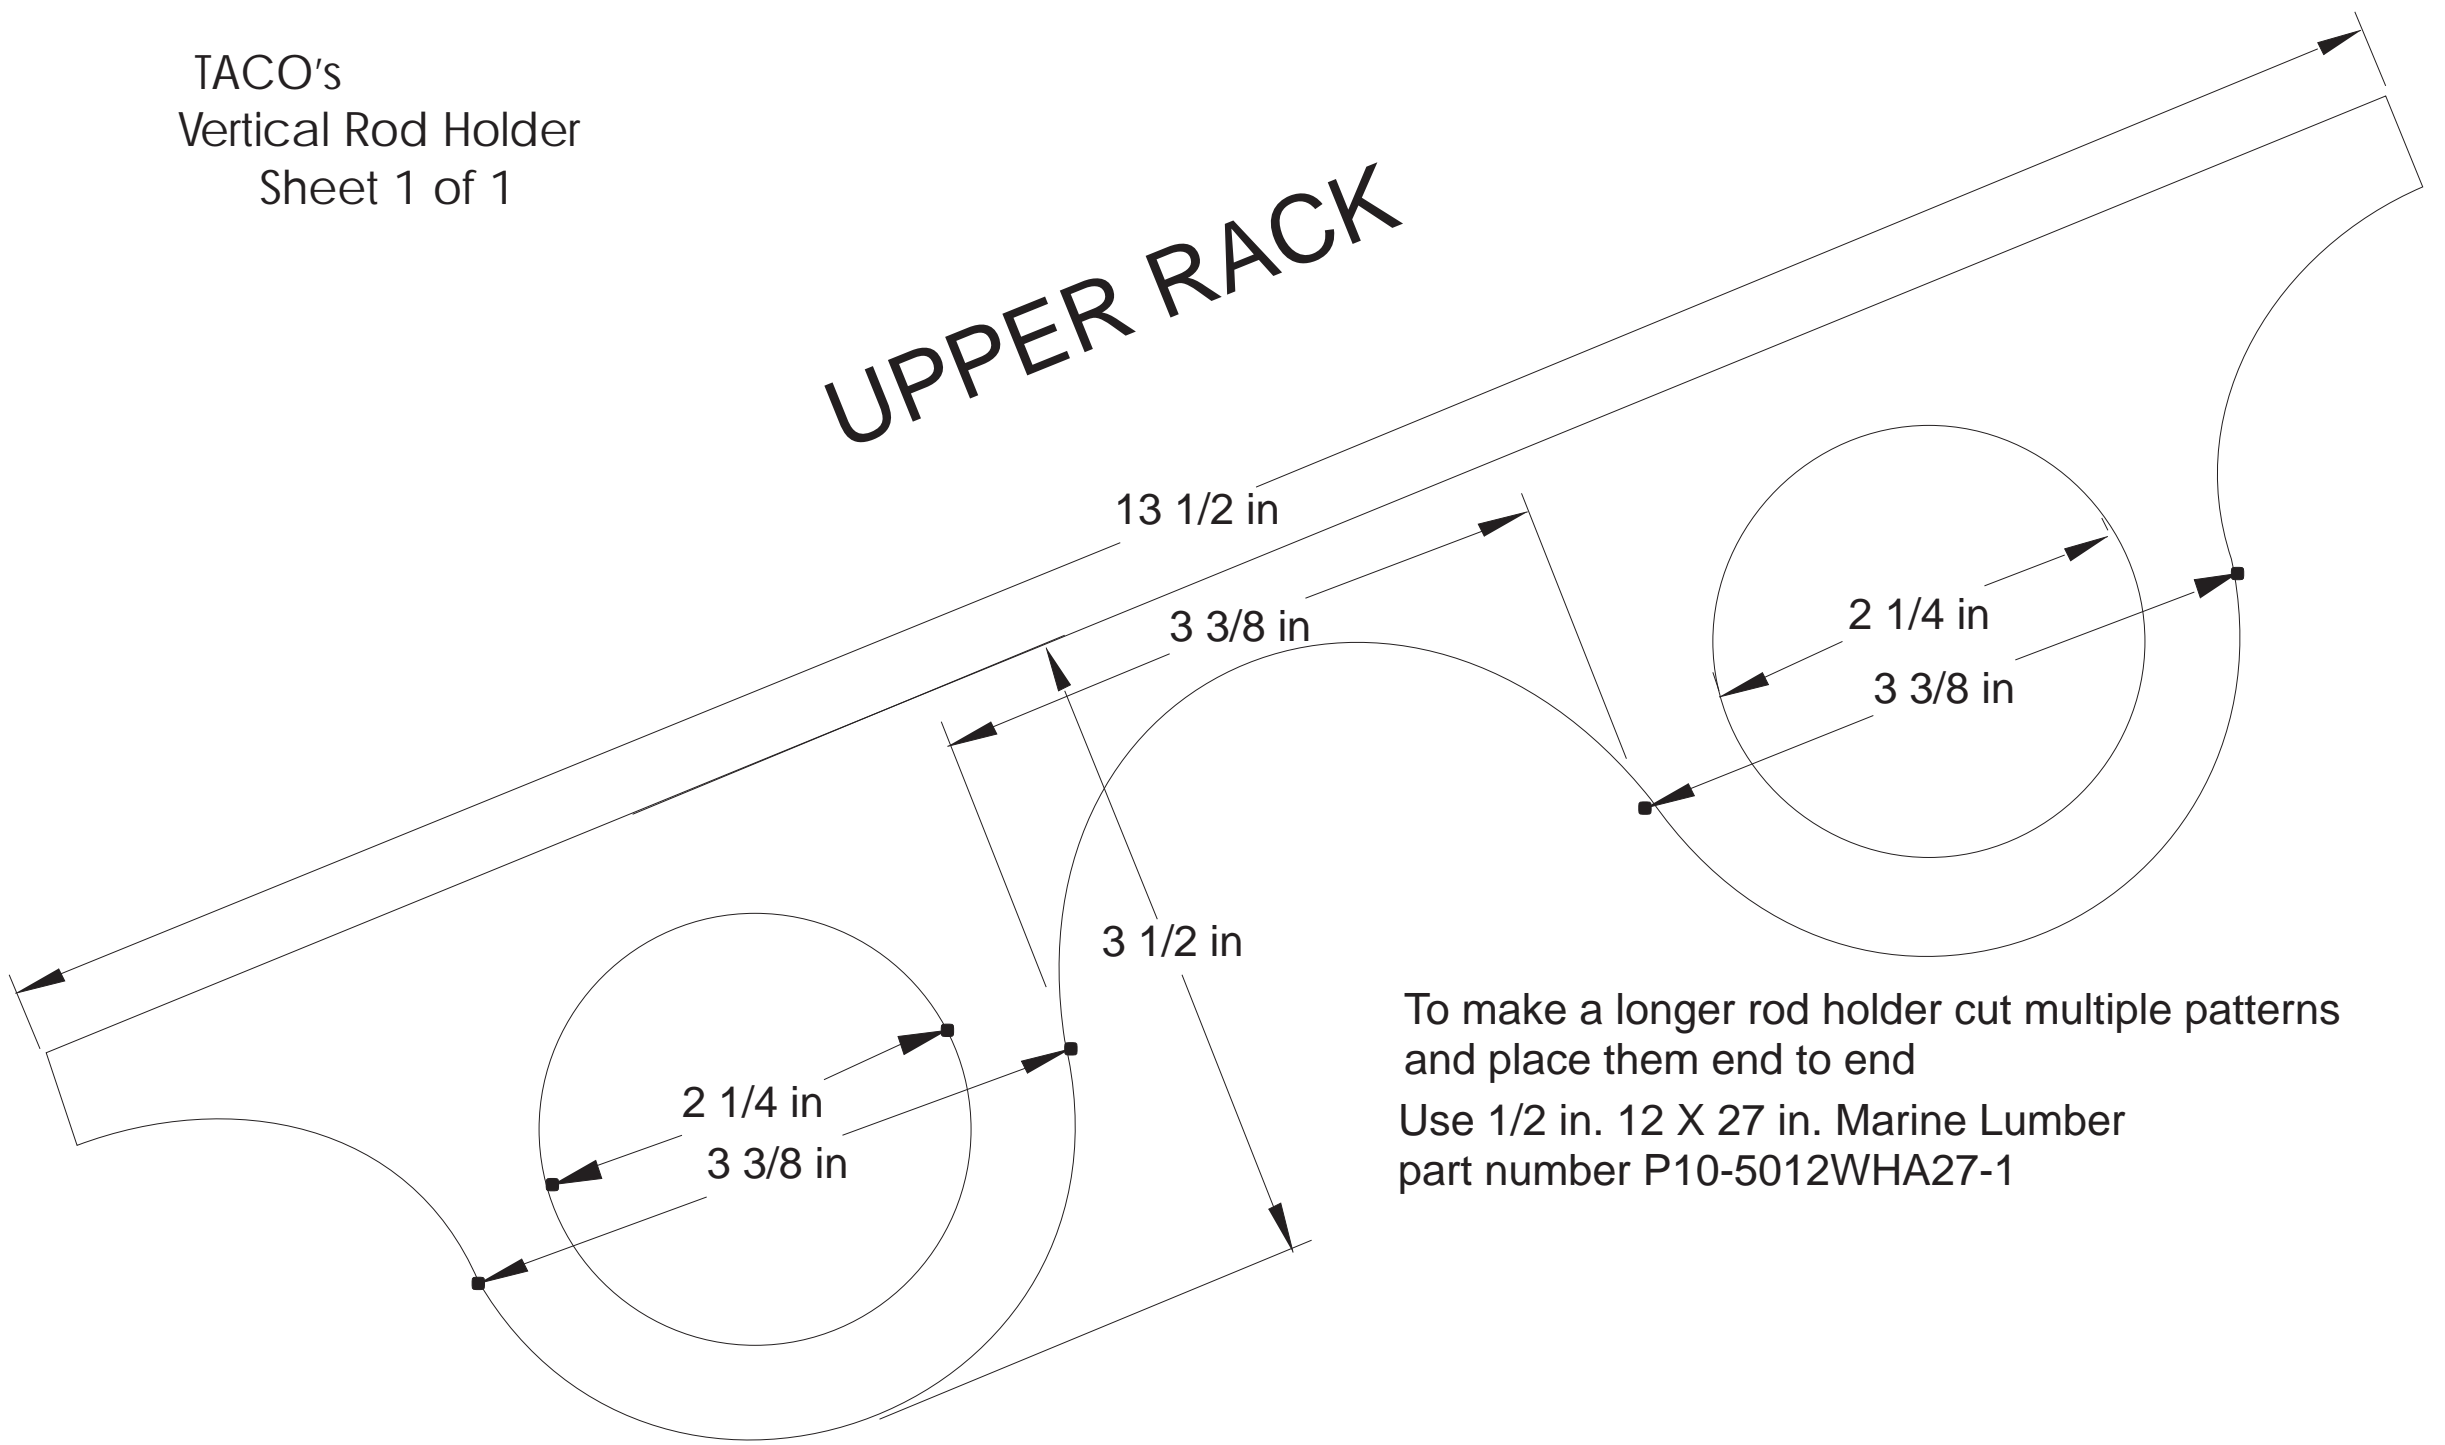 TACO's
Vertical Rod Holder
Sheet 1 of 1
UPPER RACK
13 1/2 in
3 3/8 in
2 1/4 in
3 3/8 in
3 1/2 in
2 1/4 in
3 3/8 in
To make a longer rod holder cut multiple patterns
and place them end to end
Use 1/2 in. 12 X 27 in. Marine Lumber
part number P10-5012WHA27-1